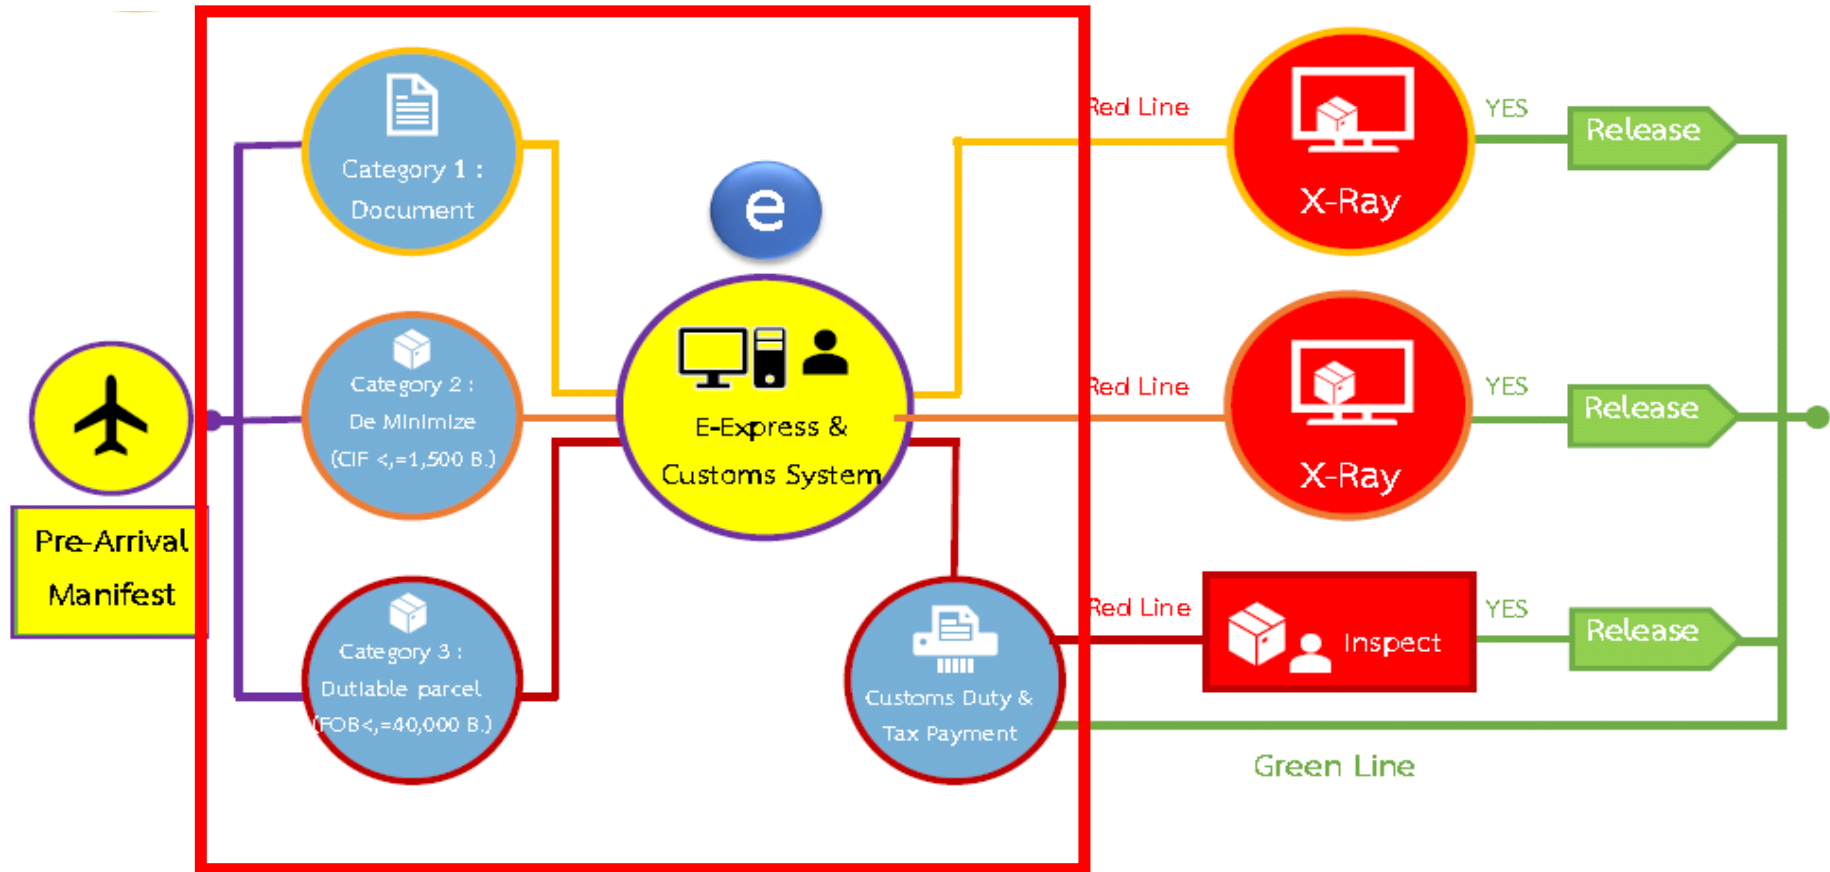 Pre-Arrival
Manifest
Category 1 :
Document
Category 2 :
De Minimize
(CIF <,=1,500 B.)
Category 3 :
Dutiable parcel
(FOB<,=40,000 B.)
e
E-Express &
Customs System
Customs Duty &
Tax Payment
Red Line
X-Ray
YES
Release
Red Line
X-Ray
YES
Release
Red Line
Inspect
YES
Release
Green Line